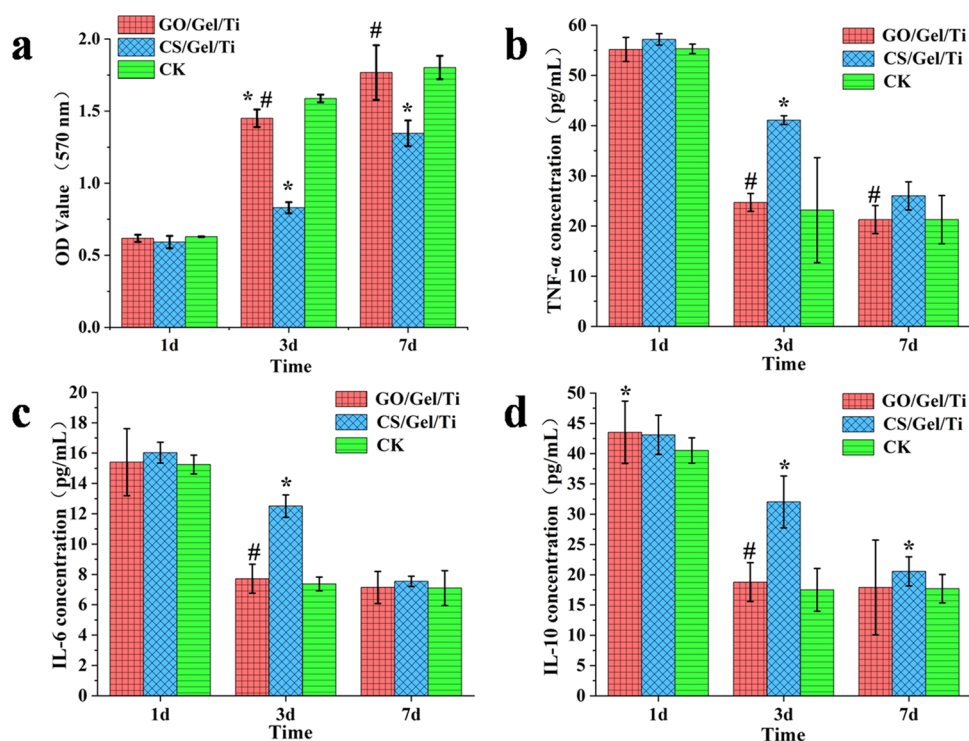 a
OD Value（570 nm）
2.0
1.5
1.0
0.5
0.0
GO/Gel/Ti
CS/Gel/Ti
CK
*
#
*
#
*
1d
3d
7d
Time
b
TNF-α concentration（pg/mL）
60
50
40
30
20
10
0
GO/Gel/Ti
CS/Gel/Ti
CK
#
*
#
1d
3d
7d
Time
c
IL-6 concentration（pg/mL）
20
18
16
14
12
10
8
6
4
2
0
GO/Gel/Ti
CS/Gel/Ti
CK
#
*
1d
3d
7d
Time
d
IL-10 concentration（pg/mL）
50
45
40
35
30
25
20
15
10
5
0
GO/Gel/Ti
CS/Gel/Ti
CK
*
#
*
*
1d
3d
7d
Time